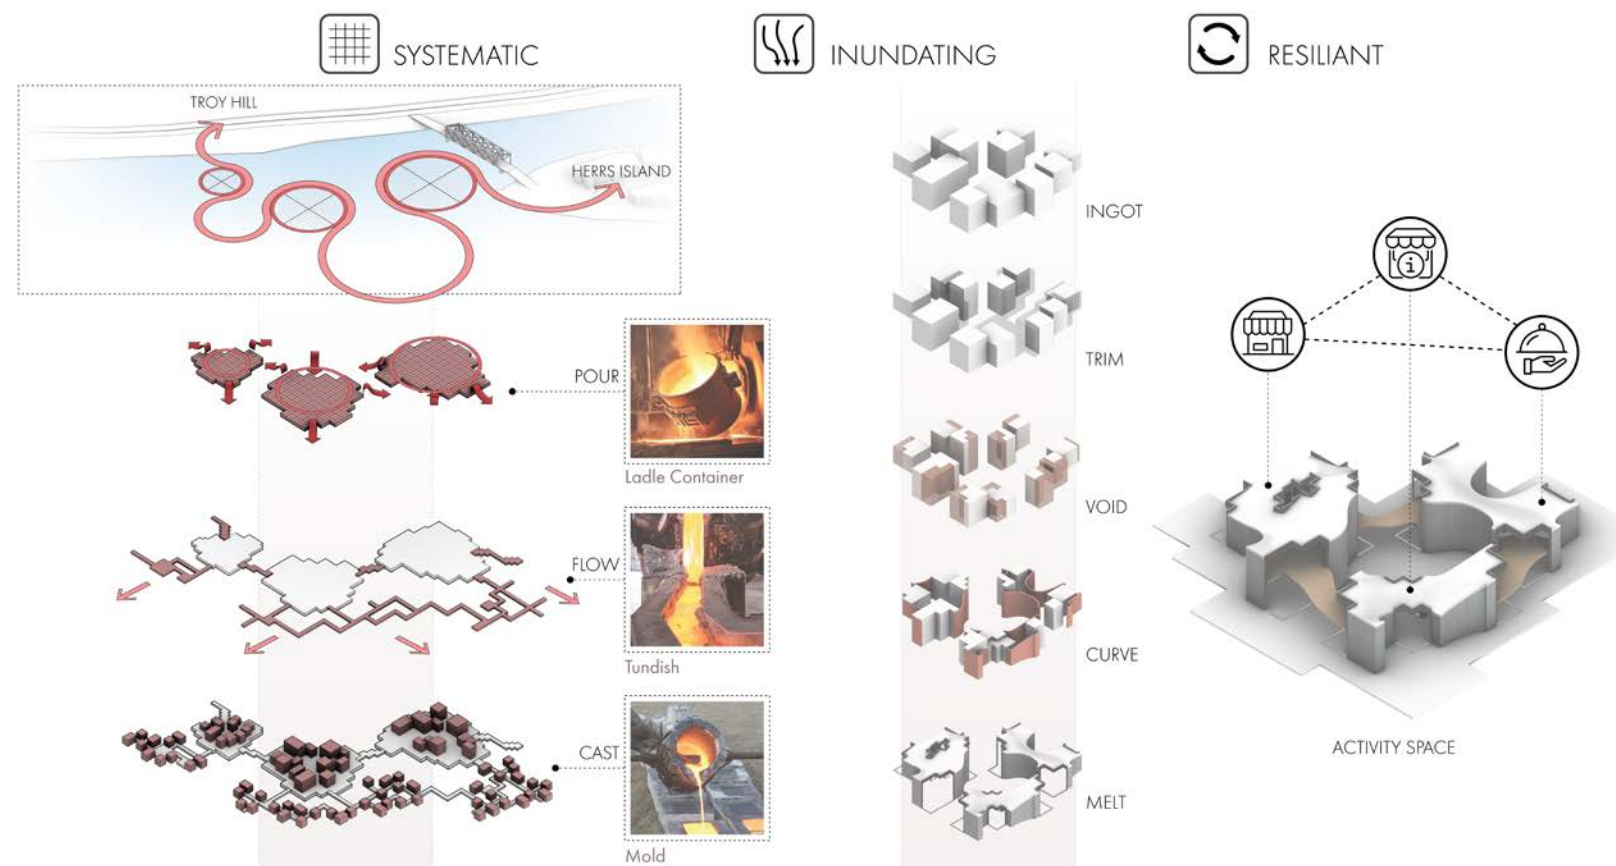 SYSTEMATIC
INUNDATING
RESILIANT
TROY HILL
HERRS ISLAND
POUR
Ladle Container
FLOW
Tundish
CAST
Mold
INGOT
TRIM
VOID
CURVE
MELT
ACTIVITY SPACE